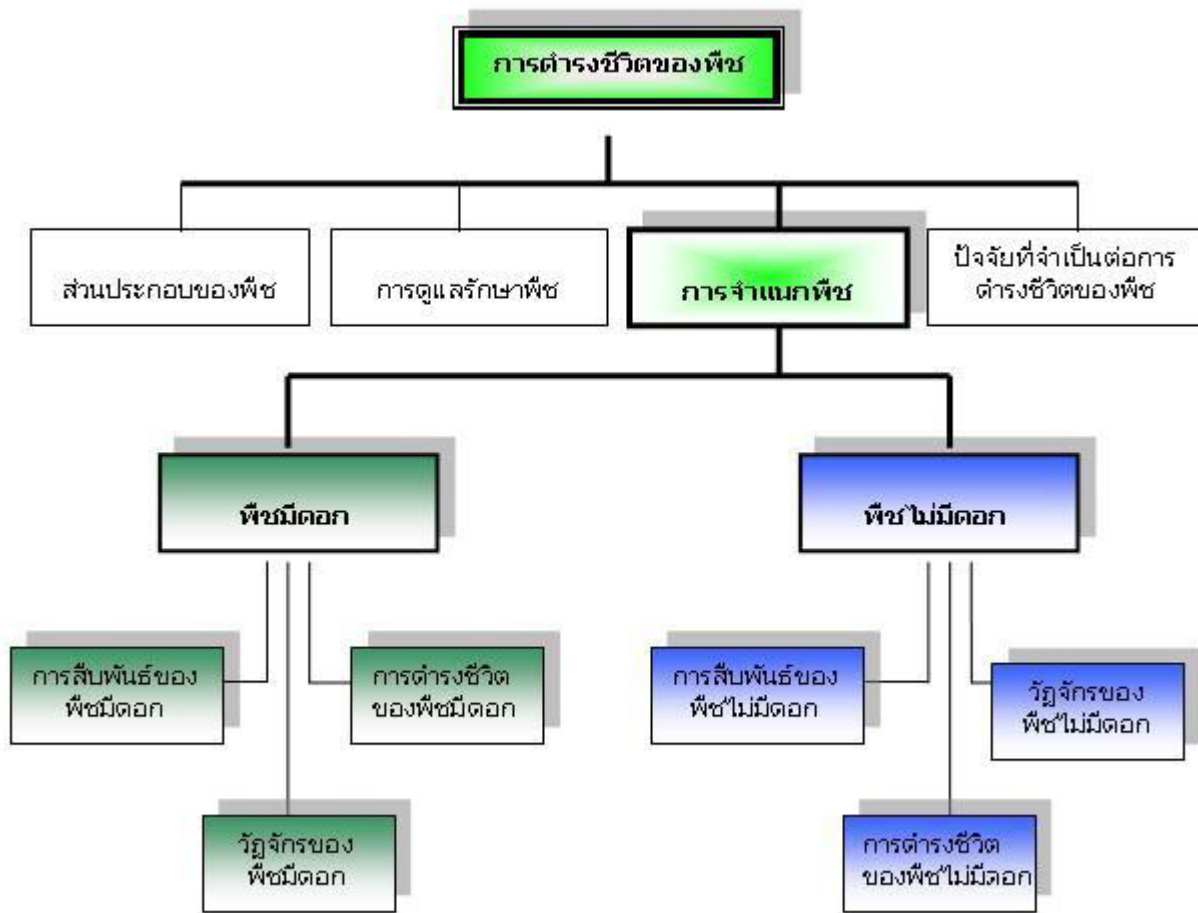 การดำรงชีวิตของพืช
ส่วนประกอบของพืช
การดูแลรักษาพืช
การจำแนกพืช
ปัจจัยที่จำเป็นต่อการ
ดำรงชีวิตของพืช
พืชมีดอก
พืชไม่มีดอก
การสืบพันธ์ของ
พืชมีดอก
การดำรงชีวิต
ของพืชมีดอก
วัฏจักรของ
พืชมีดอก
การสืบพันธ์ของ
พืชไม่มีดอก
วัฏจักรของ
พืชไม่มีดอก
การดำรงชีวิต
ของพืชไม่มีดอก